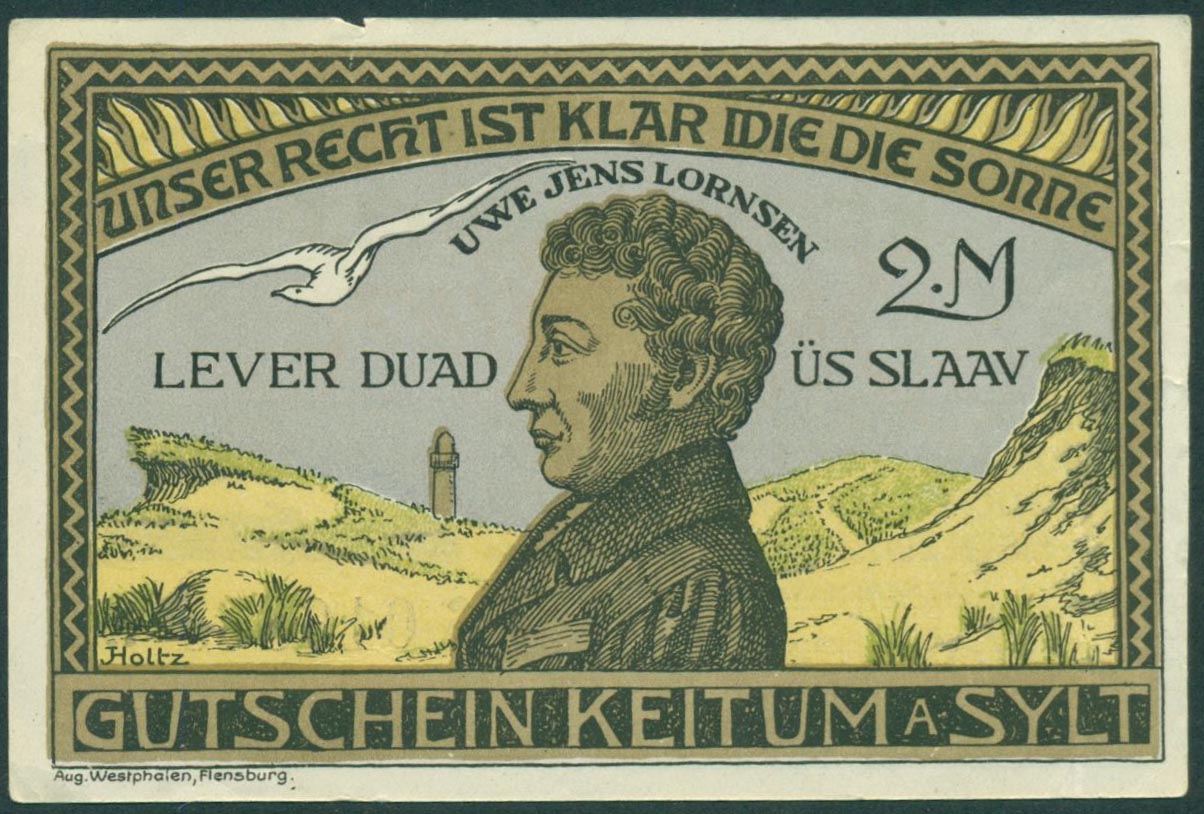 UNSER RECHT IST KLAR WIE DIE SONNE
UWE JENS LORNSEN
2.M
LEVER DUAD ÜS SLAAV
JHoltz
GUTSCHEIN KEITUM A SYLT
Aug. Westphalen, Flensburg.